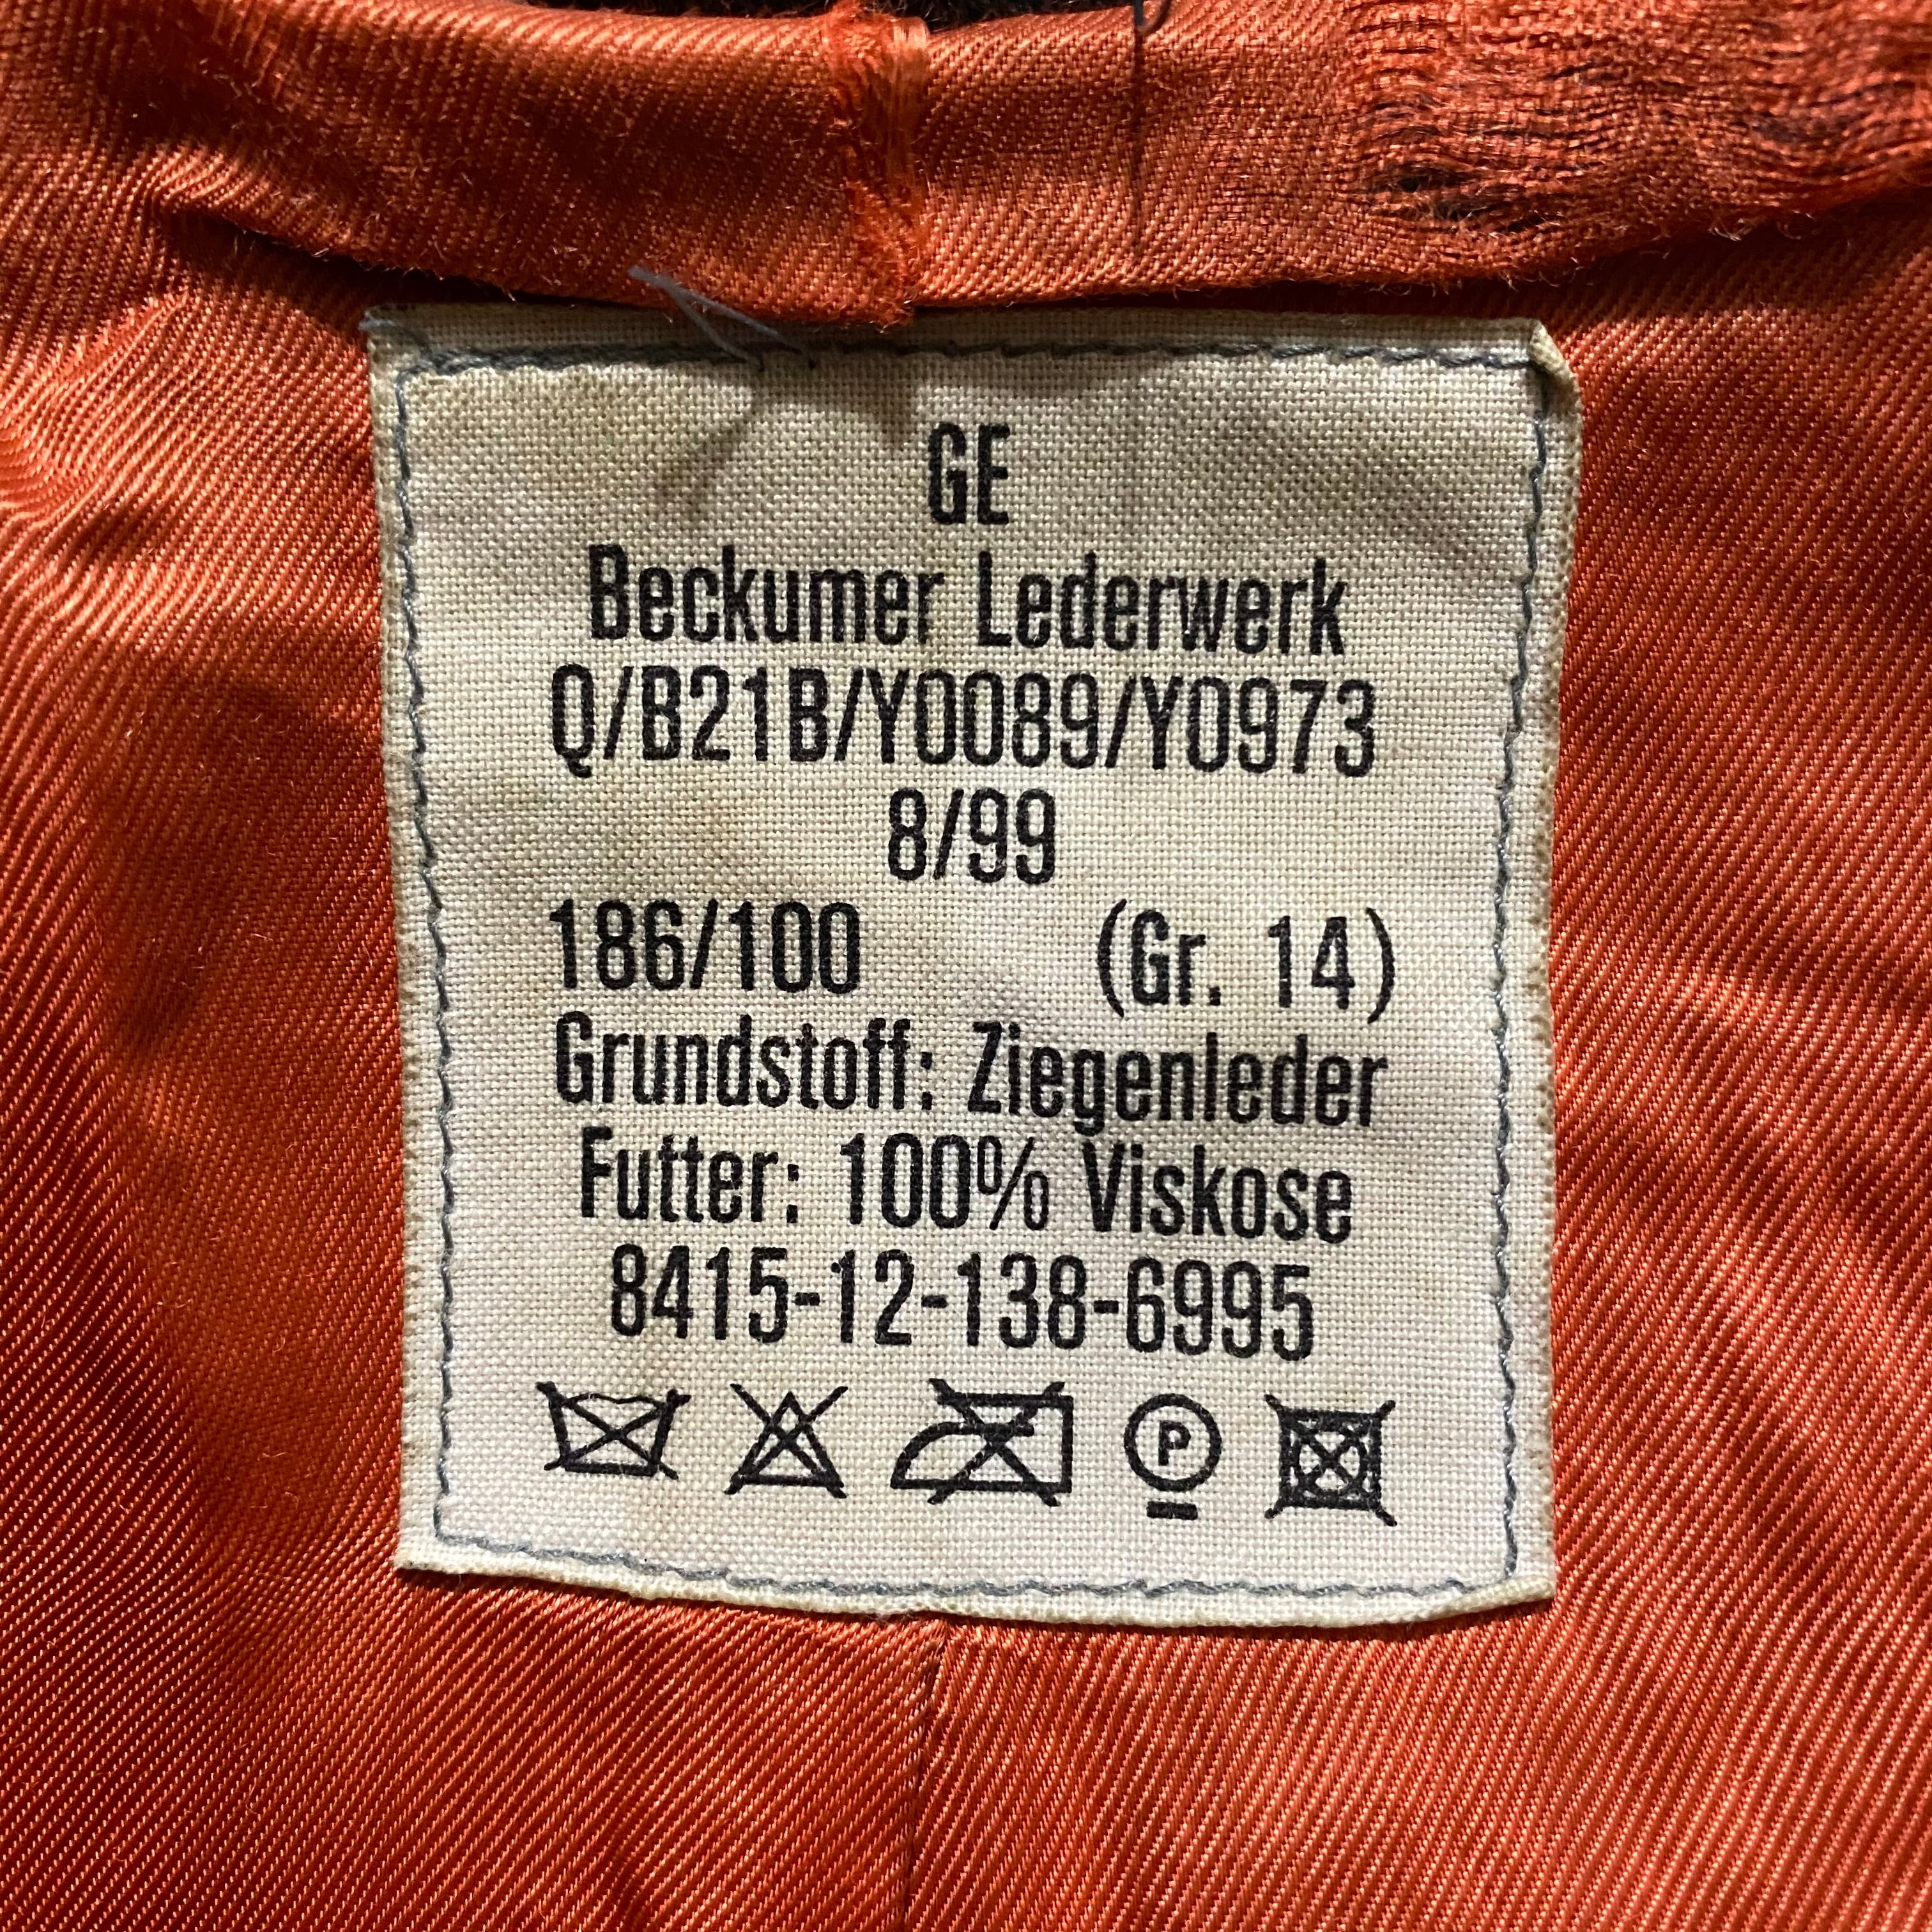 GE
Beckumer Lederwerk
Q/B21B/Y0089/Y0973
8/99
186/100 (Gr. 14)
Grundstoff: Ziegenleder
Futter: 100% Viskose
8415-12-138-6995
P